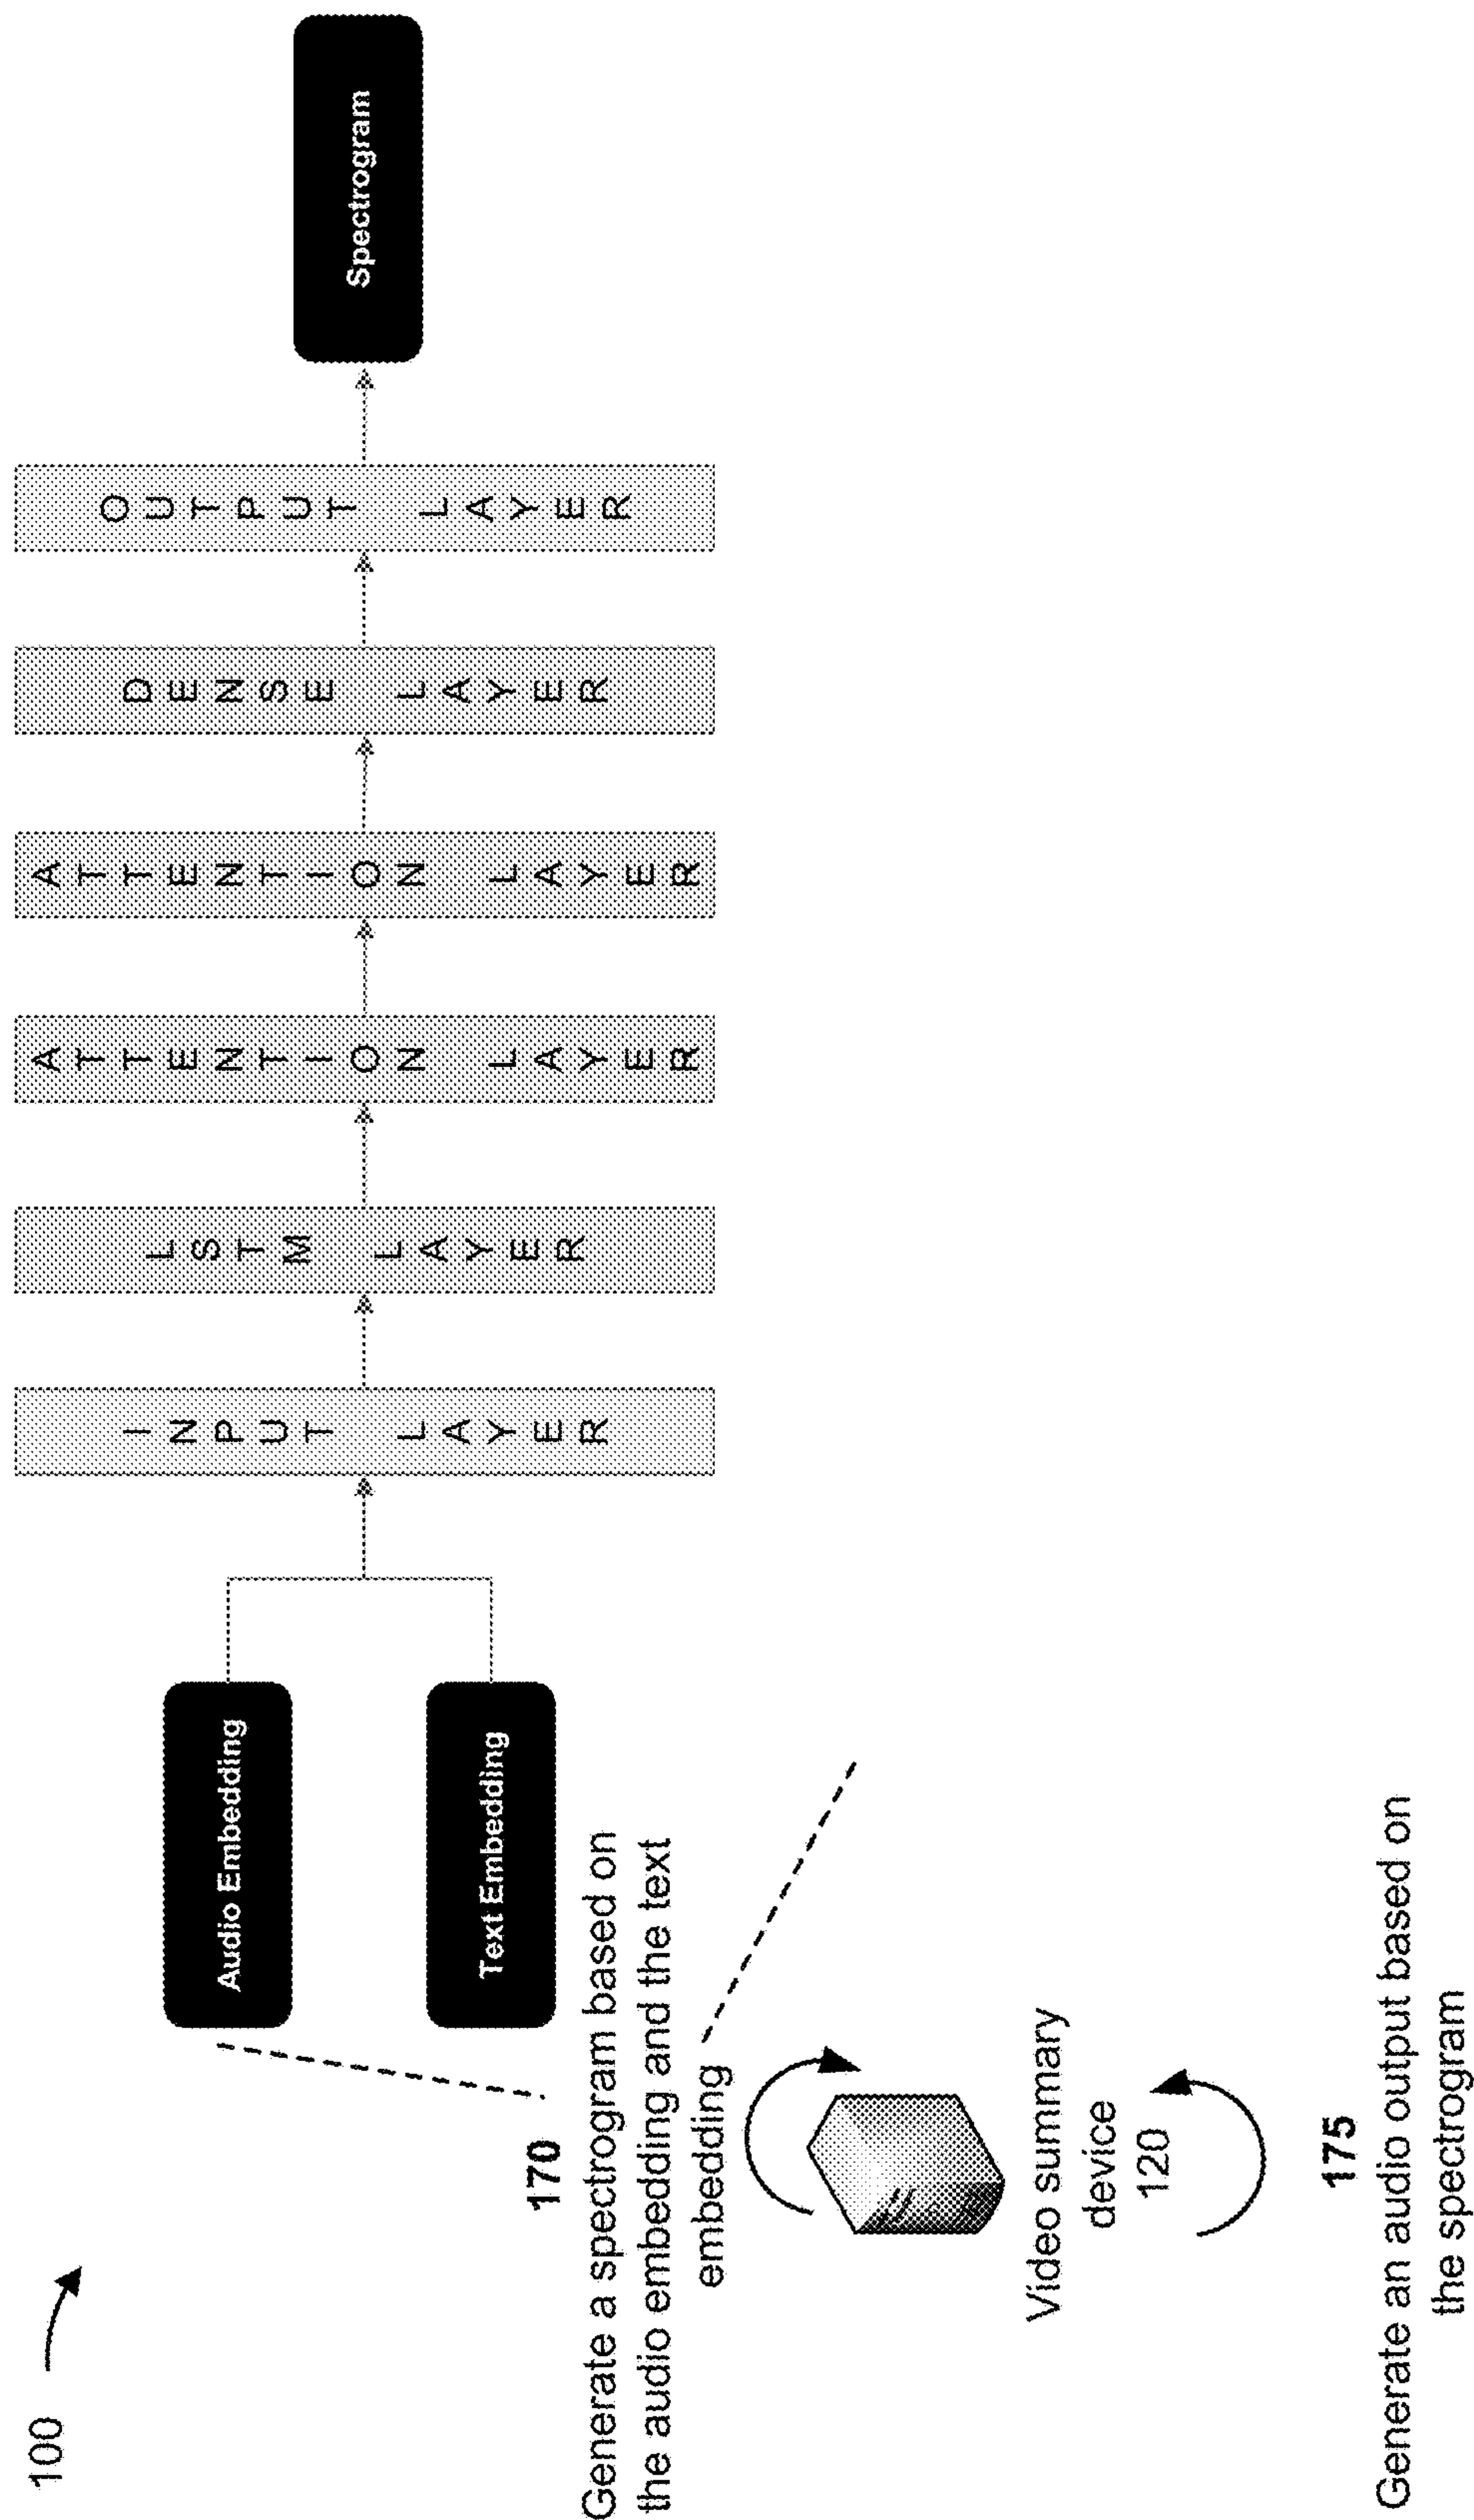 100
Audio Embedding
Text Embedding
INPUT LAYER
LSTM LAYER
ATTENTION LAYER
ATTENTION LAYER
DENSE LAYER
OUTPUT LAYER
Spectrogram
170
Generate a spectrogram based on
the audio embedding and the text
embedding
Video summary
device
120
175
Generate an audio output based on
the spectrogram